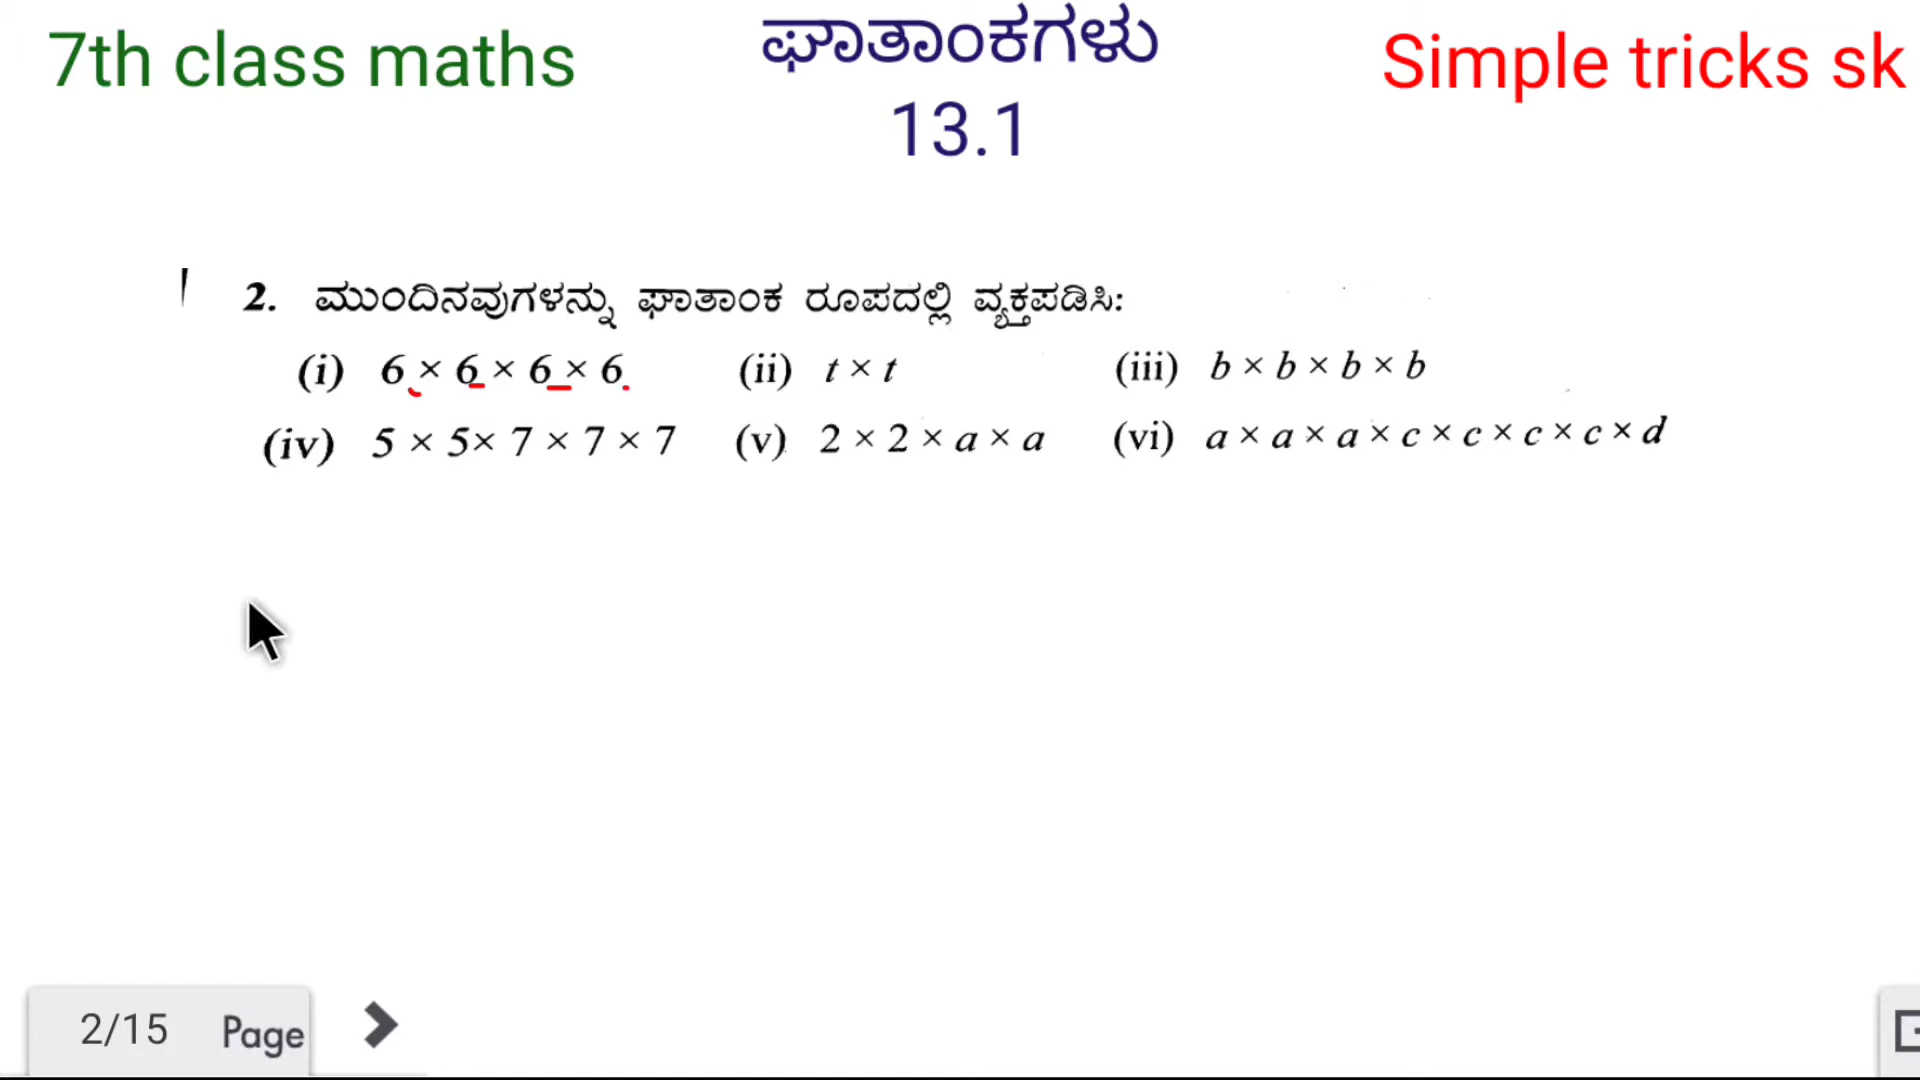 7th class maths
ಘಾತಾಂಕಗಳು
13.1
Simple tricks sk
2. ಮುಂದಿನವುಗಳನ್ನು ಘಾತಾಂಕ ರೂಪದಲ್ಲಿ ವ್ಯಕ್ತಪಡಿಸಿ:
(i) 6 × 6 × 6 × 6 (ii) t × t (iii) b × b × b × b
(iv) 5 × 5× 7 × 7 × 7 (v) 2 × 2 × a × a (vi) a × a × a × c × c × c × c × d
2/15 Page